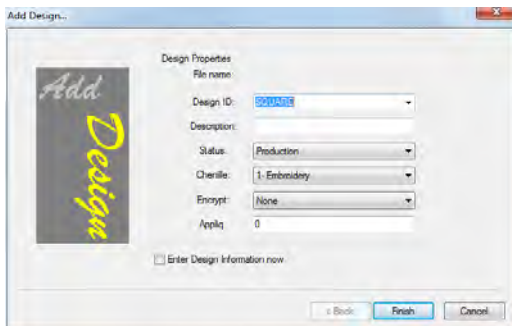 Add Design...
Add
Design
Design Properties
File name
Design ID: SQUARE
Description:
Status: Production
Chenille: 1- Embroidery
Encrypt: None
Appliq 0
Enter Design Information now
< Back
Finish
Cancel